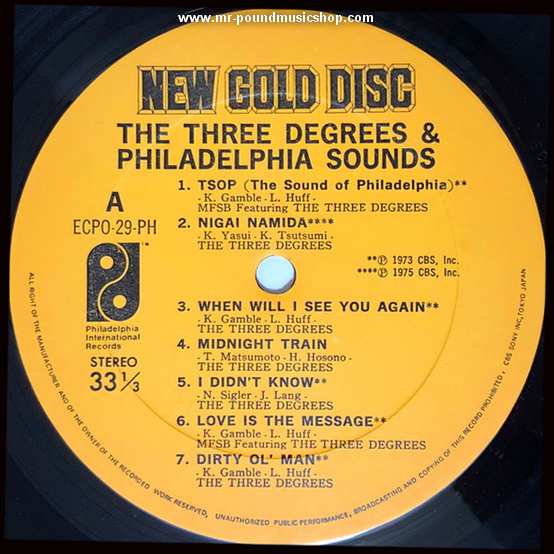 www.mr-poundmusicshop.com
NEW GOLD DISC
THE THREE DEGREES &
PHILADELPHIA SOUNDS
A
ECPO-29-PH
Philadelphia
International
Records
STEREO
33 1/3
1. TSOP (The Sound of Philadelphia)**
- K. Gamble - L. Huff -
MFSB Featuring THE THREE DEGREES
2. NIGAI NAMIDA****
- K. Yasui - K. Tsutsumi -
THE THREE DEGREES
**Ⓟ 1973 CBS, Inc.
****Ⓟ 1975 CBS, Inc.
3. WHEN WILL I SEE YOU AGAIN**
- K. Gamble - L. Huff -
THE THREE DEGREES
4. MIDNIGHT TRAIN
- T. Matsumoto - H. Hosono -
THE THREE DEGREES
5. I DIDN'T KNOW**
- N. Sigler - J. Lang -
THE THREE DEGREES
6. LOVE IS THE MESSAGE**
- K. Gamble - L. Huff -
MFSB Featuring THE THREE DEGREES
7. DIRTY OL' MAN**
- K. Gamble - L. Huff -
THE THREE DEGREES
ALL RIGHT OF THE MANUFACTURER AND OF THE OWNER OF THE RECORDED WORK RESERVED, UNAUTHORIZED PUBLIC PERFORMANCE, BROADCASTING AND COPYING OF THIS RECORD PROHIBITED, CBS SONY INC, TOKYO JAPAN